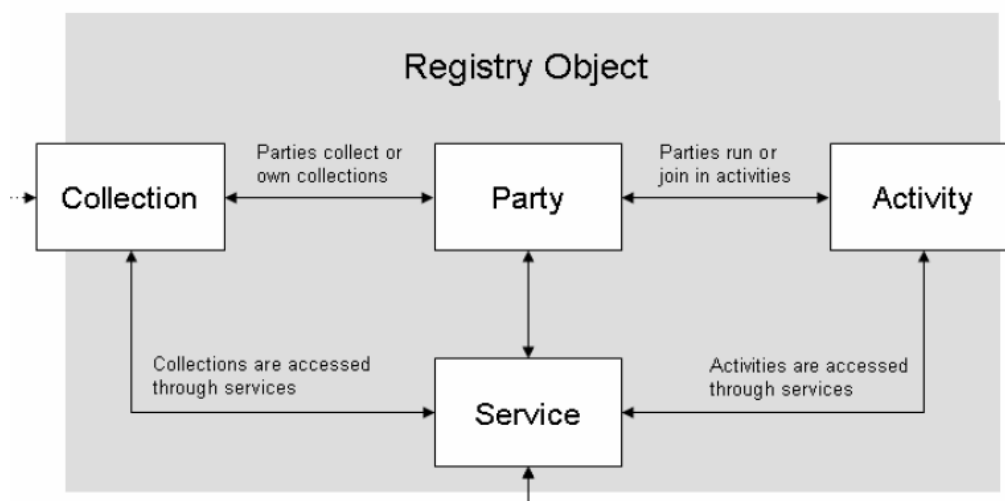 Registry Object
Parties collect or
own collections
Parties run or
join in activities
Collection
Party
Activity
Collections are accessed
through services
Activities are accessed
through services
Service